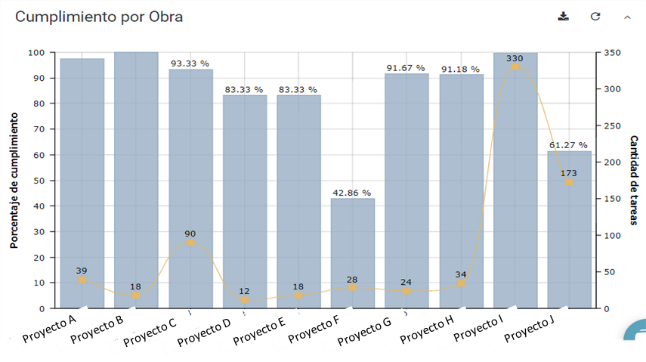 Cumplimiento por Obra
Porcentaje de cumplimiento
100
90
80
70
60
50
40
30
20
10
0
93.33 %
83.33 %
83.33 %
42.86 %
91.67 %
91.18 %
61.27 %
39
18
90
12
18
28
24
34
330
173
350
300
250
200
150
100
50
0
Cantidad de tareas
Proyecto A
Proyecto B
Proyecto C
Proyecto D
Proyecto E
Proyecto F
Proyecto G
Proyecto H
Proyecto I
Proyecto J